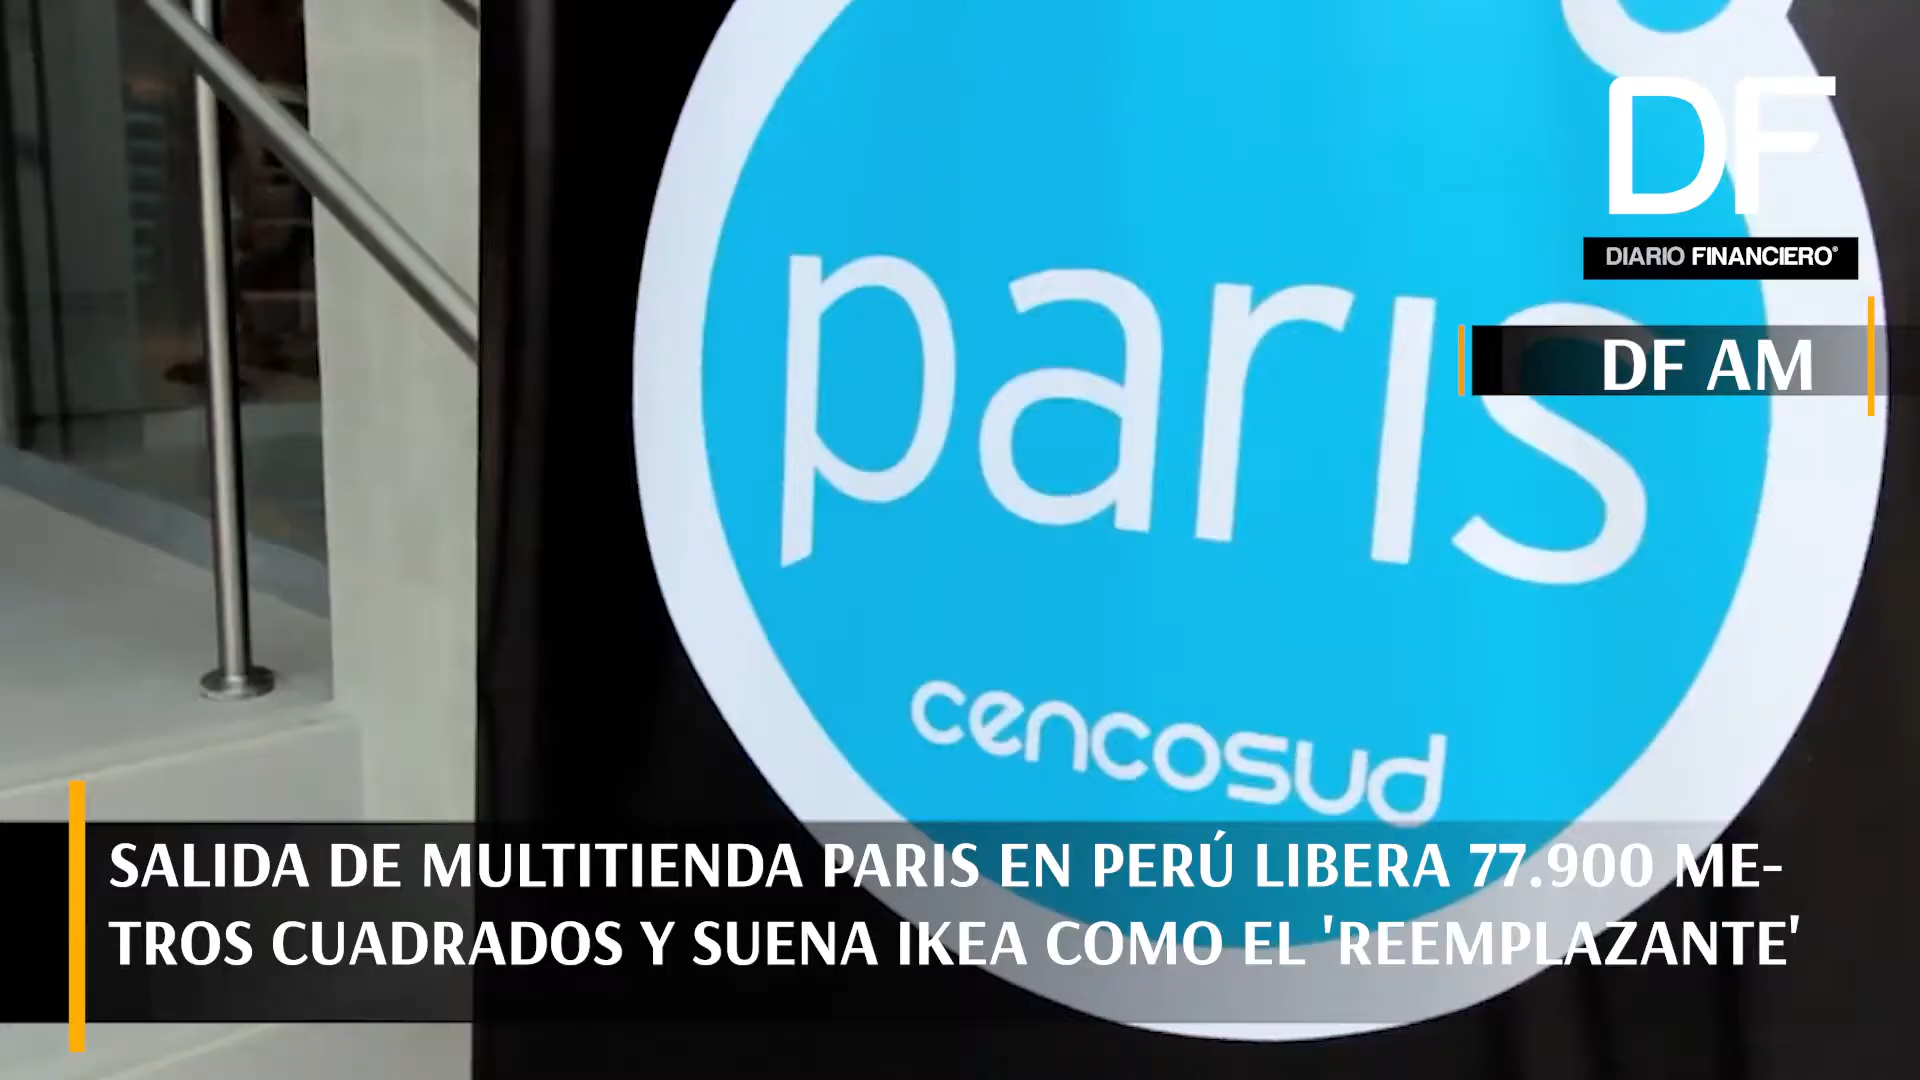 DF
DIARIO FINANCIERO®
DF AM
paris
cencosud
SALIDA DE MULTITIENDA PARIS EN PERÚ LIBERA 77.900 ME-
TROS CUADRADOS Y SUENA IKEA COMO EL 'REEMPLAZANTE'